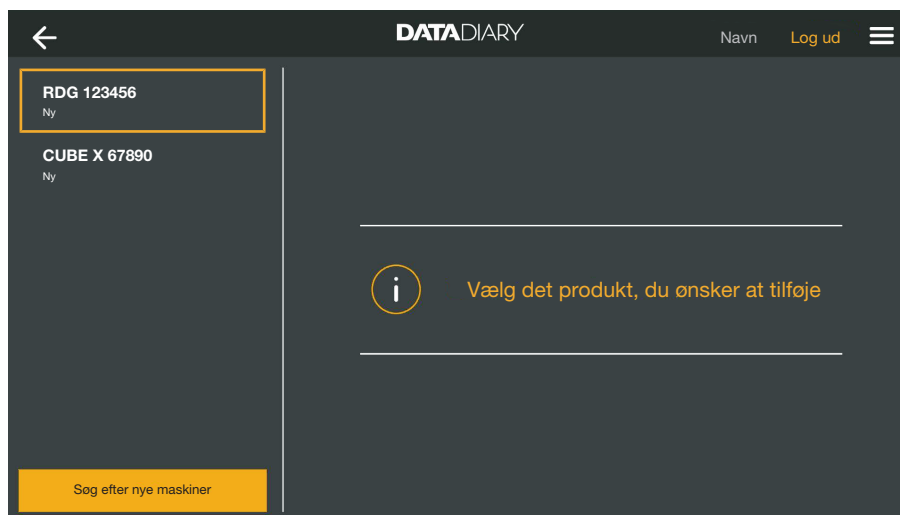 DATADIARY
Navn
Log ud
RDG 123456
Ny
CUBE X 67890
Ny
Vælg det produkt, du ønsker at tilføje
Søg efter nye maskiner